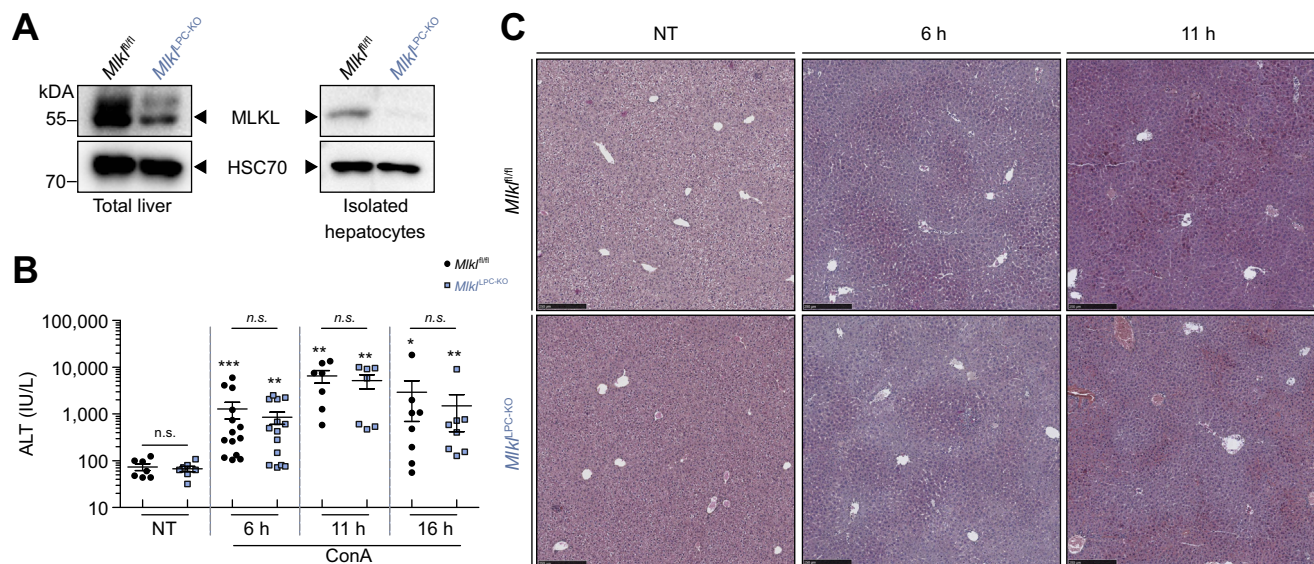 A
Mlkl fl/fl
Mlkl LPC-KO
Mlkl fl/fl
Mlkl LPC-KO
kDa
55
MLKL
HSC70
70
Total liver
Isolated
hepatocytes
B
Mlkl fl/fl
Mlkl LPC-KO
ALT (IU/L)
100,000
10,000
1,000
100
10
n.s.
n.s.
n.s.
n.s.
***
**
**
**
*
**
NT
6 h
11 h
16 h
ConA
C
NT
6 h
11 h
Mlkl fl/fl
Mlkl LPC-KO